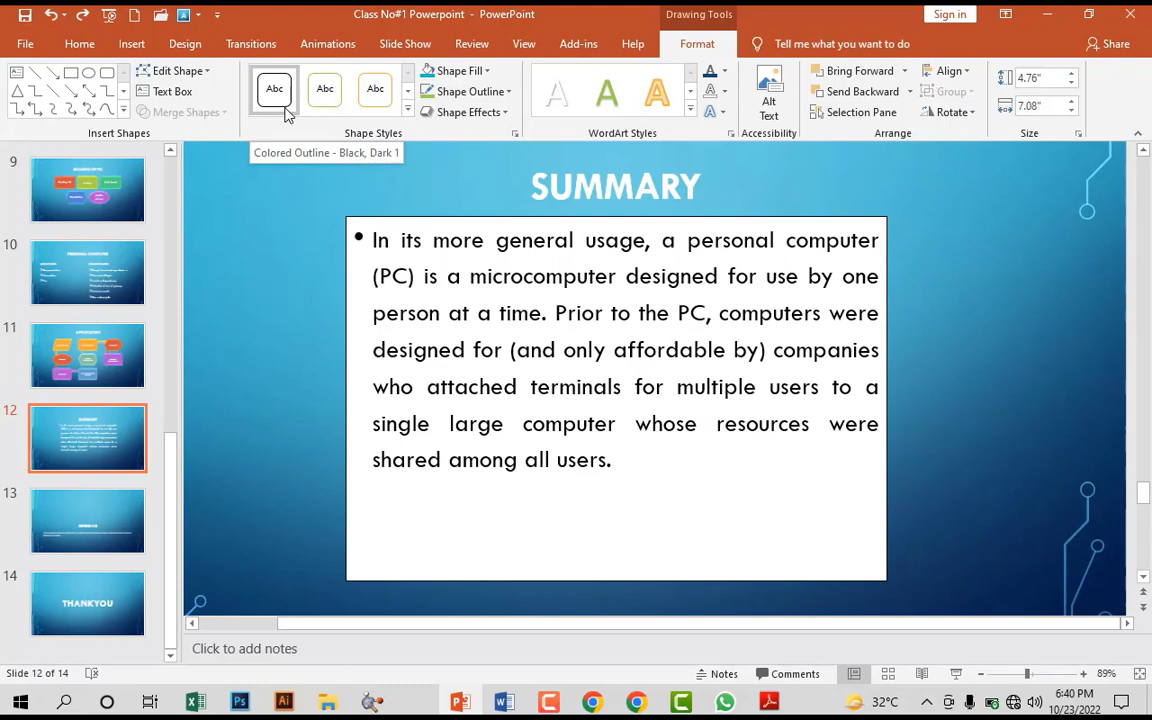 Class No#1 Powerpoint - PowerPoint
Drawing Tools
Sign in
File
Home
Insert
Design
Transitions
Animations
Slide Show
Review
View
Add-ins
Help
Format
Tell me what you want to do
Share
Edit Shape
Text Box
Merge Shapes
Insert Shapes
Abc
Abc
Abc
Shape Fill
Shape Outline
Shape Effects
Shape Styles
A A A
WordArt Styles
Alt
Text
Accessibility
Bring Forward
Send Backward
Selection Pane
Align
Group
Rotate
Arrange
4.76"
7.08"
Size
Colored Outline - Black, Dark 1
9
10
11
12
13
14
THANKYOU
SUMMARY
• In its more general usage, a personal computer
(PC) is a microcomputer designed for use by one
person at a time. Prior to the PC, computers were
designed for (and only affordable by) companies
who attached terminals for multiple users to a
single large computer whose resources were
shared among all users.
Click to add notes
Slide 12 of 14
Notes
Comments
89%
32°C
6:40 PM
10/23/2022